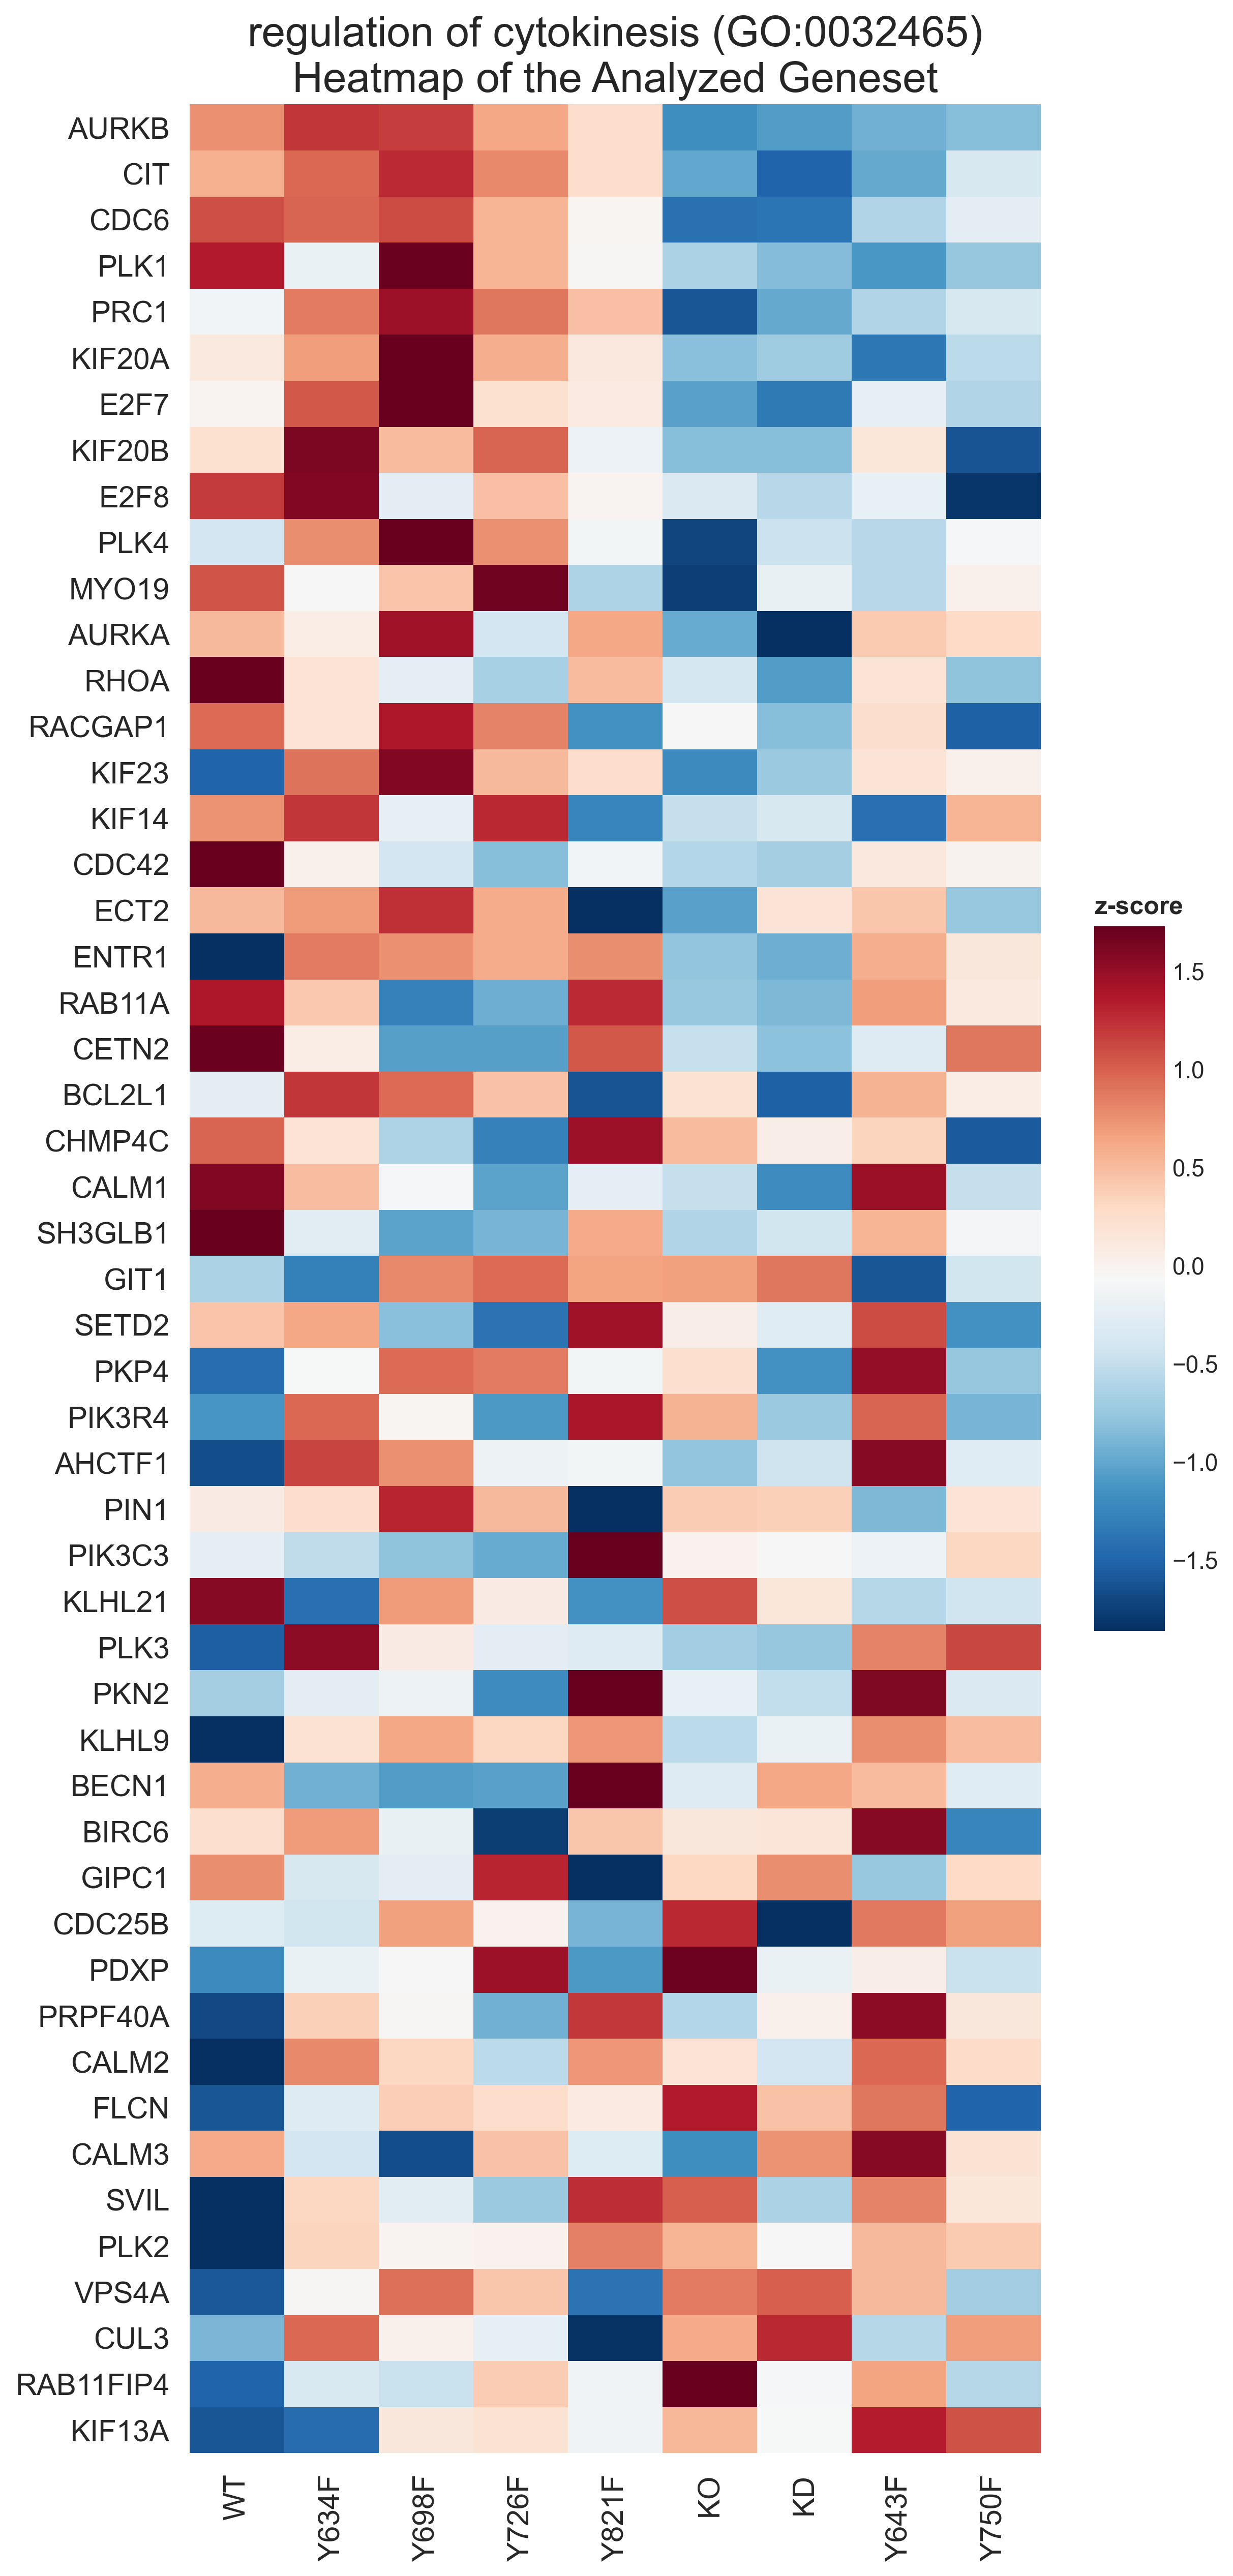 regulation of cytokinesis (GO:0032465)
Heatmap of the Analyzed Geneset
AURKB
CIT
CDC6
PLK1
PRC1
KIF20A
E2F7
KIF20B
E2F8
PLK4
MYO19
AURKA
RHOA
RACGAP1
KIF23
KIF14
CDC42
ECT2
ENTR1
RAB11A
CETN2
BCL2L1
CHMP4C
CALM1
SH3GLB1
GIT1
SETD2
PKP4
PIK3R4
AHCTF1
PIN1
PIK3C3
KLHL21
PLK3
PKN2
KLHL9
BECN1
BIRC6
GIPC1
CDC25B
PDXP
PRPF40A
CALM2
FLCN
CALM3
SVIL
PLK2
VPS4A
CUL3
RAB11FIP4
KIF13A
WT
Y634F
Y698F
Y726F
Y821F
KO
KD
Y643F
Y750F
z-score
1.5
1.0
0.5
0.0
−0.5
−1.0
−1.5